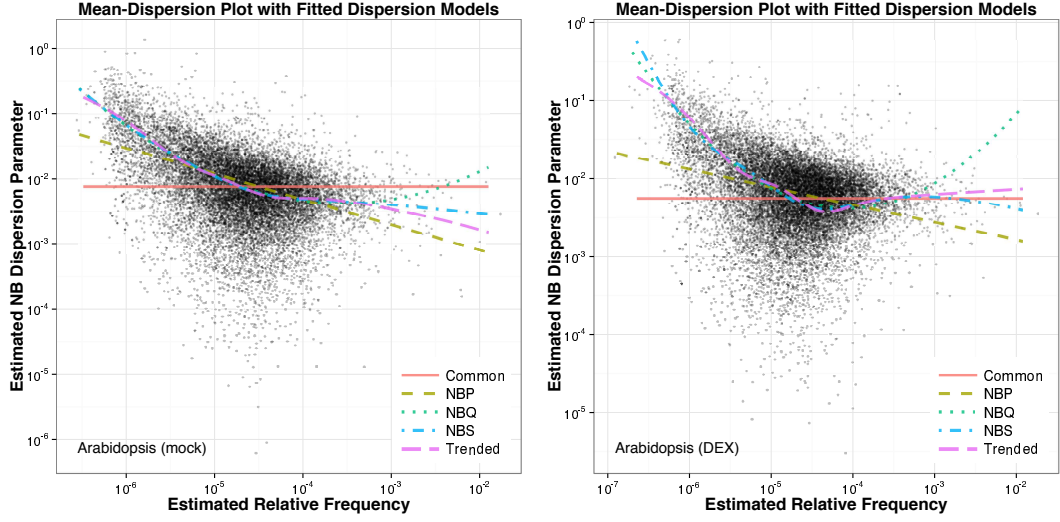 Mean-Dispersion Plot with Fitted Dispersion Models
Estimated NB Dispersion Parameter
10^0
10^-1
10^-2
10^-3
10^-4
10^-5
10^-6
Common
NBP
NBQ
NBS
Trended
Arabidopsis (mock)
10^-6
10^-5
10^-4
10^-3
10^-2
Estimated Relative Frequency
Mean-Dispersion Plot with Fitted Dispersion Models
Estimated NB Dispersion Parameter
10^0
10^-1
10^-2
10^-3
10^-4
10^-5
Common
NBP
NBQ
NBS
Trended
Arabidopsis (DEX)
10^-7
10^-6
10^-5
10^-4
10^-3
10^-2
Estimated Relative Frequency